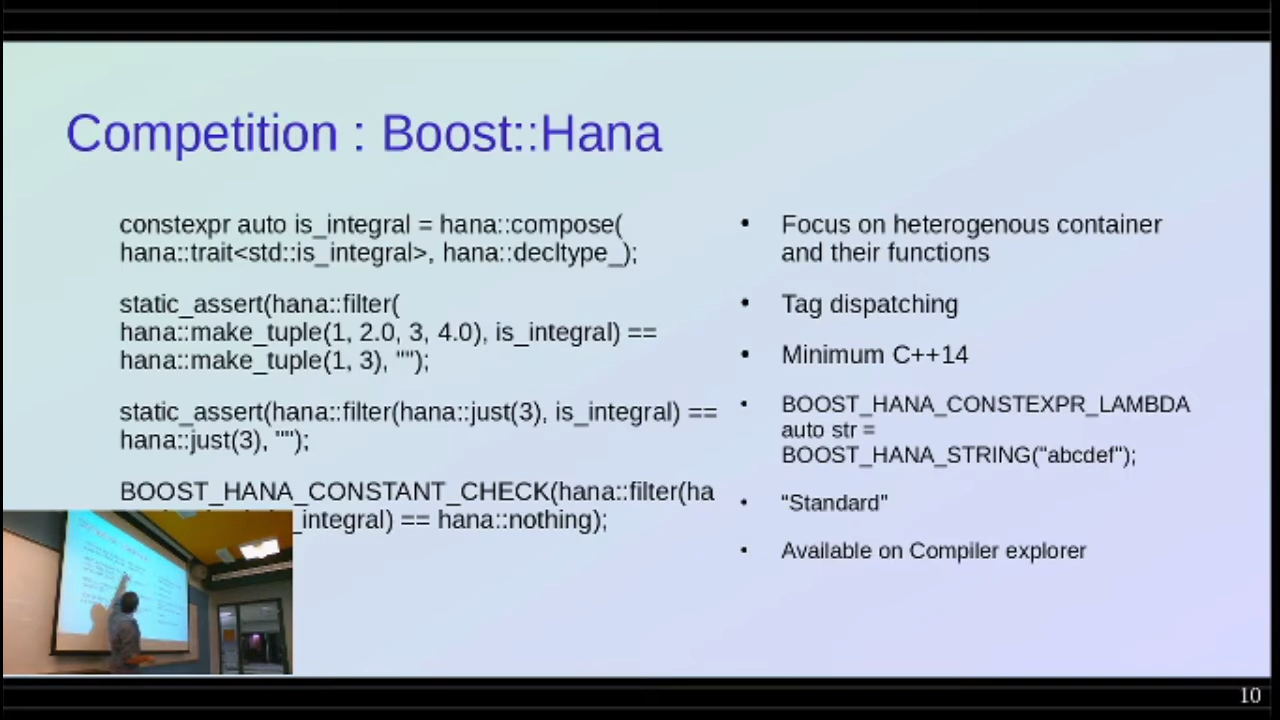 Competition : Boost::Hana
constexpr auto is_integral = hana::compose(
hana::trait<std::is_integral>, hana::decltype_);
static_assert(hana::filter(
hana::make_tuple(1, 2.0, 3, 4.0), is_integral) ==
hana::make_tuple(1, 3), "");
static_assert(hana::filter(hana::just(3), is_integral) ==
hana::just(3), "");
BOOST_HANA_CONSTANT_CHECK(hana::filter(ha
_integral) == hana::nothing);
• Focus on heterogenous container
and their functions
• Tag dispatching
• Minimum C++14
• BOOST_HANA_CONSTEXPR_LAMBDA
auto str =
BOOST_HANA_STRING("abcdef");
• "Standard"
• Available on Compiler explorer
10